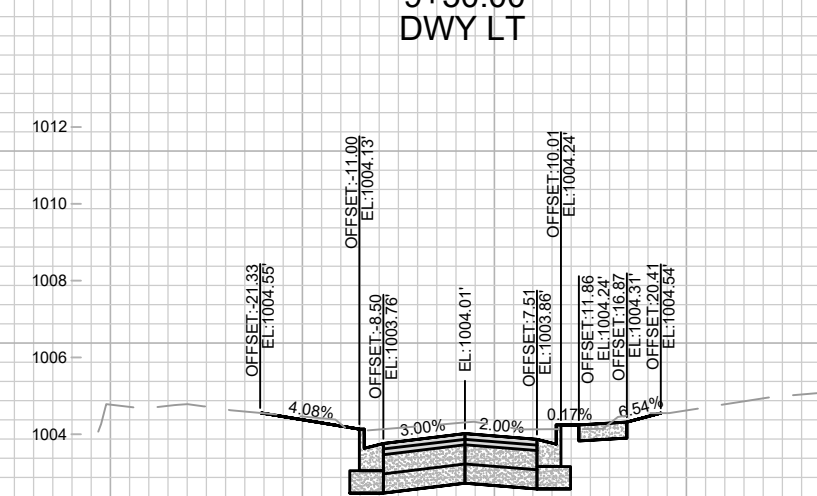 DWY LT
1012
1010
1008
1006
1004
OFFSET:-21.33
EL:1004.55'
OFFSET:-11.00
EL:1004.13'
OFFSET:-8.50
EL:1003.76'
EL:1004.01'
OFFSET:7.51
EL:1003.86'
OFFSET:10.01
EL:1004.24'
OFFSET:11.86
EL:1004.24'
OFFSET:16.87
EL:1004.31'
OFFSET:20.41
EL:1004.54'
4.08%
3.00%
2.00%
0.17%
6.54%